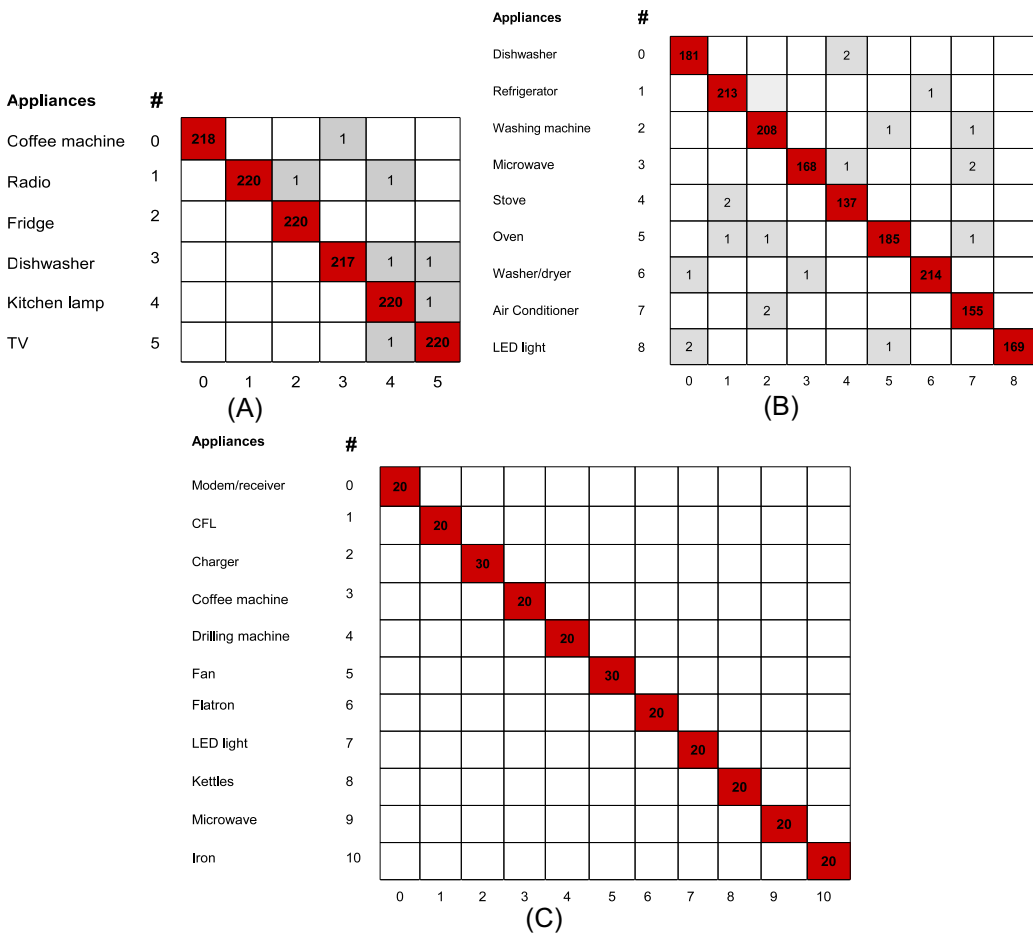 Appliances #
Coffee machine 0 218 1
Radio 1 220 1 1
Fridge 2 220
Dishwasher 3 217 1 1
Kitchen lamp 4 220 1
TV 5 1 220
0 1 2 3 4 5
(A)
Appliances #
Dishwasher 0 181 2
Refrigerator 1 213 1
Washing machine 2 208 1 1
Microwave 3 168 1 2
Stove 4 2 137
Oven 5 1 1 185 1
Washer/dryer 6 1 1 214
Air Conditioner 7 2 155
LED light 8 2 1 169
0 1 2 3 4 5 6 7 8
(B)
Appliances #
Modem/receiver 0 20
CFL 1 20
Charger 2 30
Coffee machine 3 20
Drilling machine 4 20
Fan 5 30
Flatron 6 20
LED light 7 20
Kettles 8 20
Microwave 9 20
Iron 10 20
0 1 2 3 4 5 6 7 8 9 10
(C)